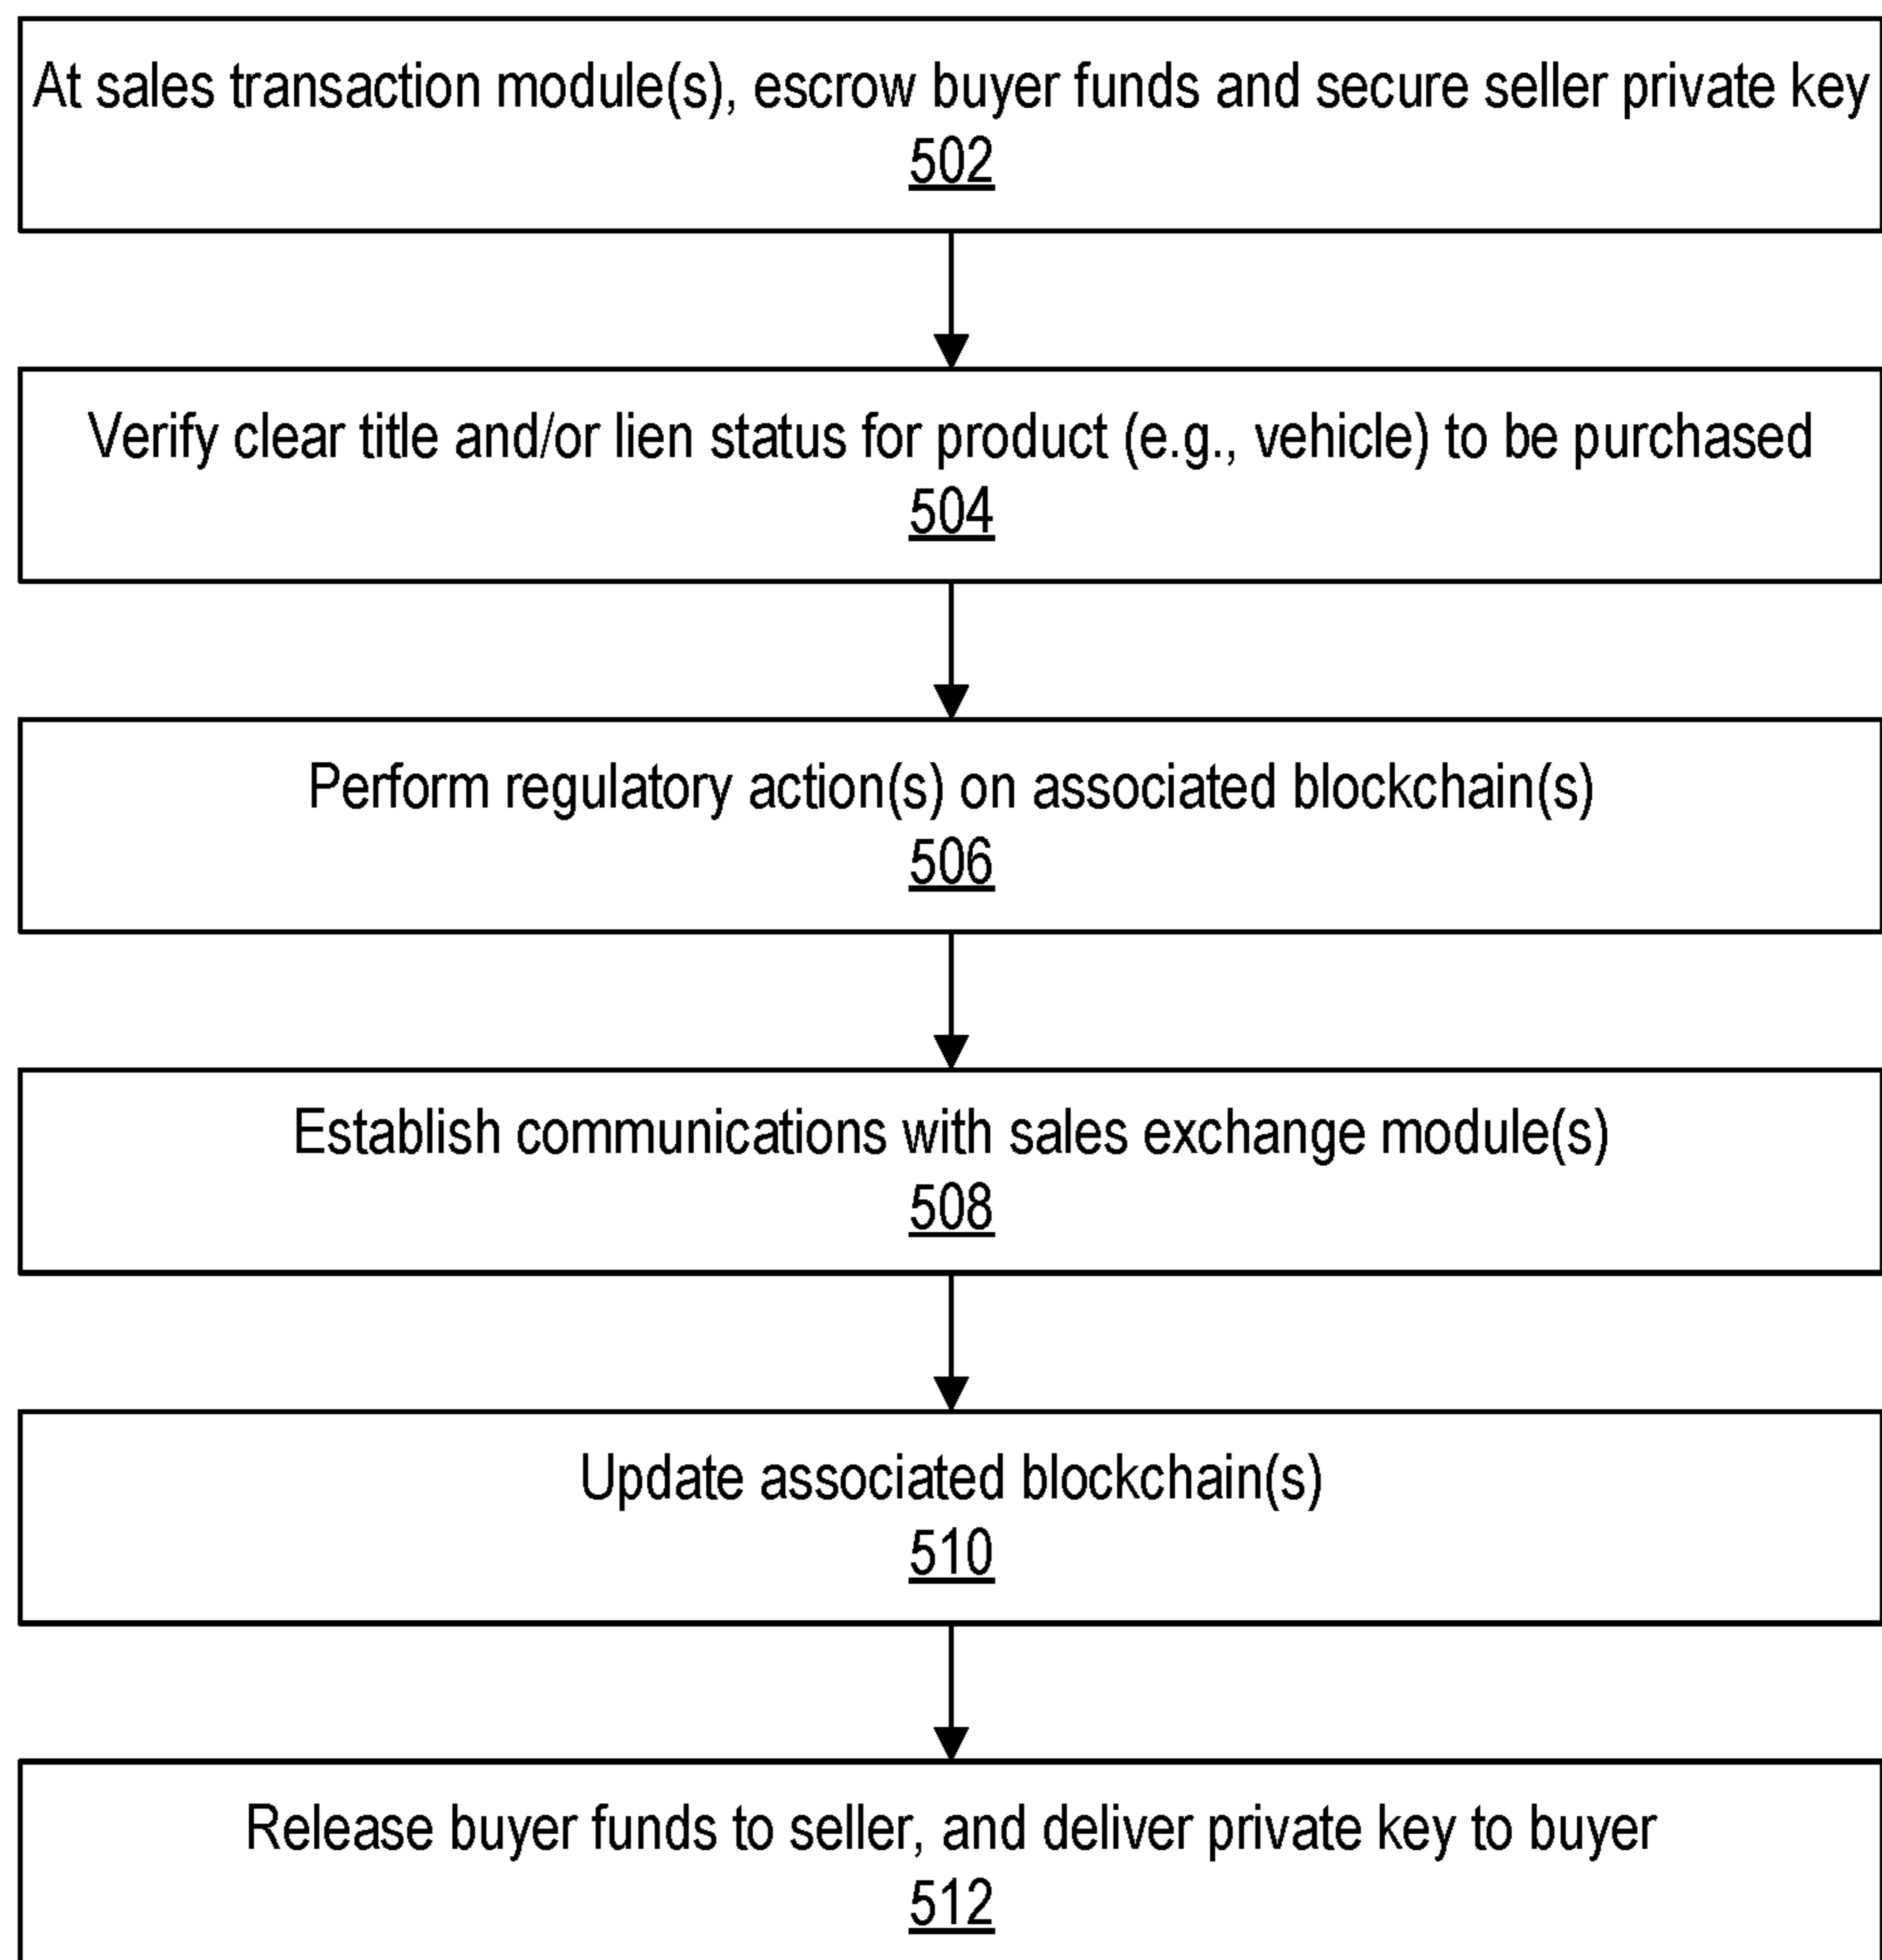 At sales transaction module(s), escrow buyer funds and secure seller private key
502
Verify clear title and/or lien status for product (e.g., vehicle) to be purchased
504
Perform regulatory action(s) on associated blockchain(s)
506
Establish communications with sales exchange module(s)
508
Update associated blockchain(s)
510
Release buyer funds to seller, and deliver private key to buyer
512